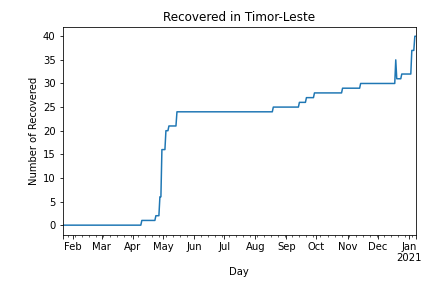 Recovered in Timor-Leste
40
35
30
25
20
15
10
5
0
Number of Recovered
Feb Mar Apr May Jun Jul Aug Sep Oct Nov Dec Jan
2021
Day